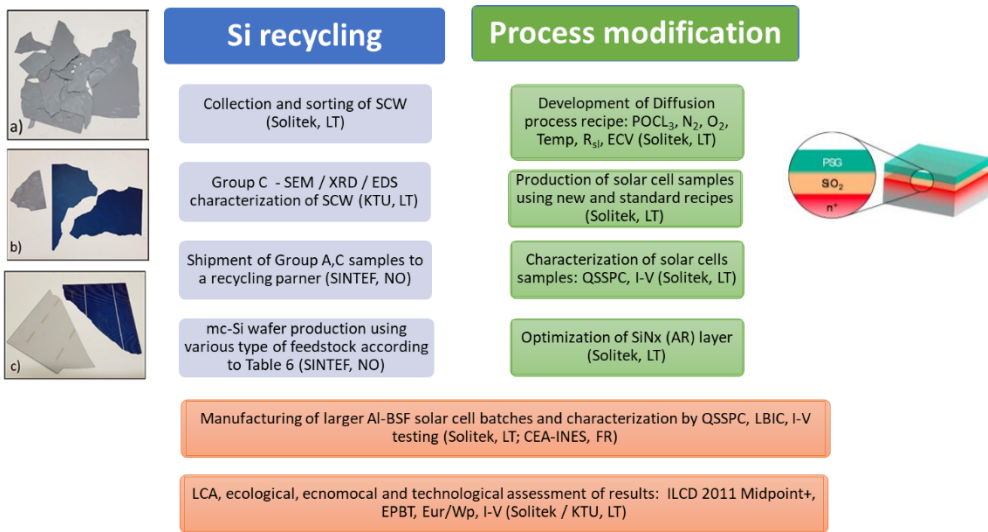 Si recycling
Process modification
a)
b)
c)
Collection and sorting of SCW
(Solitek, LT)
Group C - SEM / XRD / EDS
characterization of SCW (KTU, LT)
Shipment of Group A,C samples to
a recycling parner (SINTEF, NO)
mc-Si wafer production using
various type of feedstock according
to Table 6 (SINTEF, NO)
Development of Diffusion
process recipe: POCL3, N2, O2,
Temp, Rsl, ECV (Solitek, LT)
Production of solar cell samples
using new and standard recipes
(Solitek, LT)
Characterization of solar cells
samples: QSSPC, I-V (Solitek, LT)
Optimization of SiNx (AR) layer
(Solitek, LT)
PSG
SiO2
n+
Manufacturing of larger Al-BSF solar cell batches and characterization by QSSPC, LBIC, I-V
testing (Solitek, LT; CEA-INES, FR)
LCA, ecological, ecnomocal and technological assessment of results: ILCD 2011 Midpoint+,
EPBT, Eur/Wp, I-V (Solitek / KTU, LT)